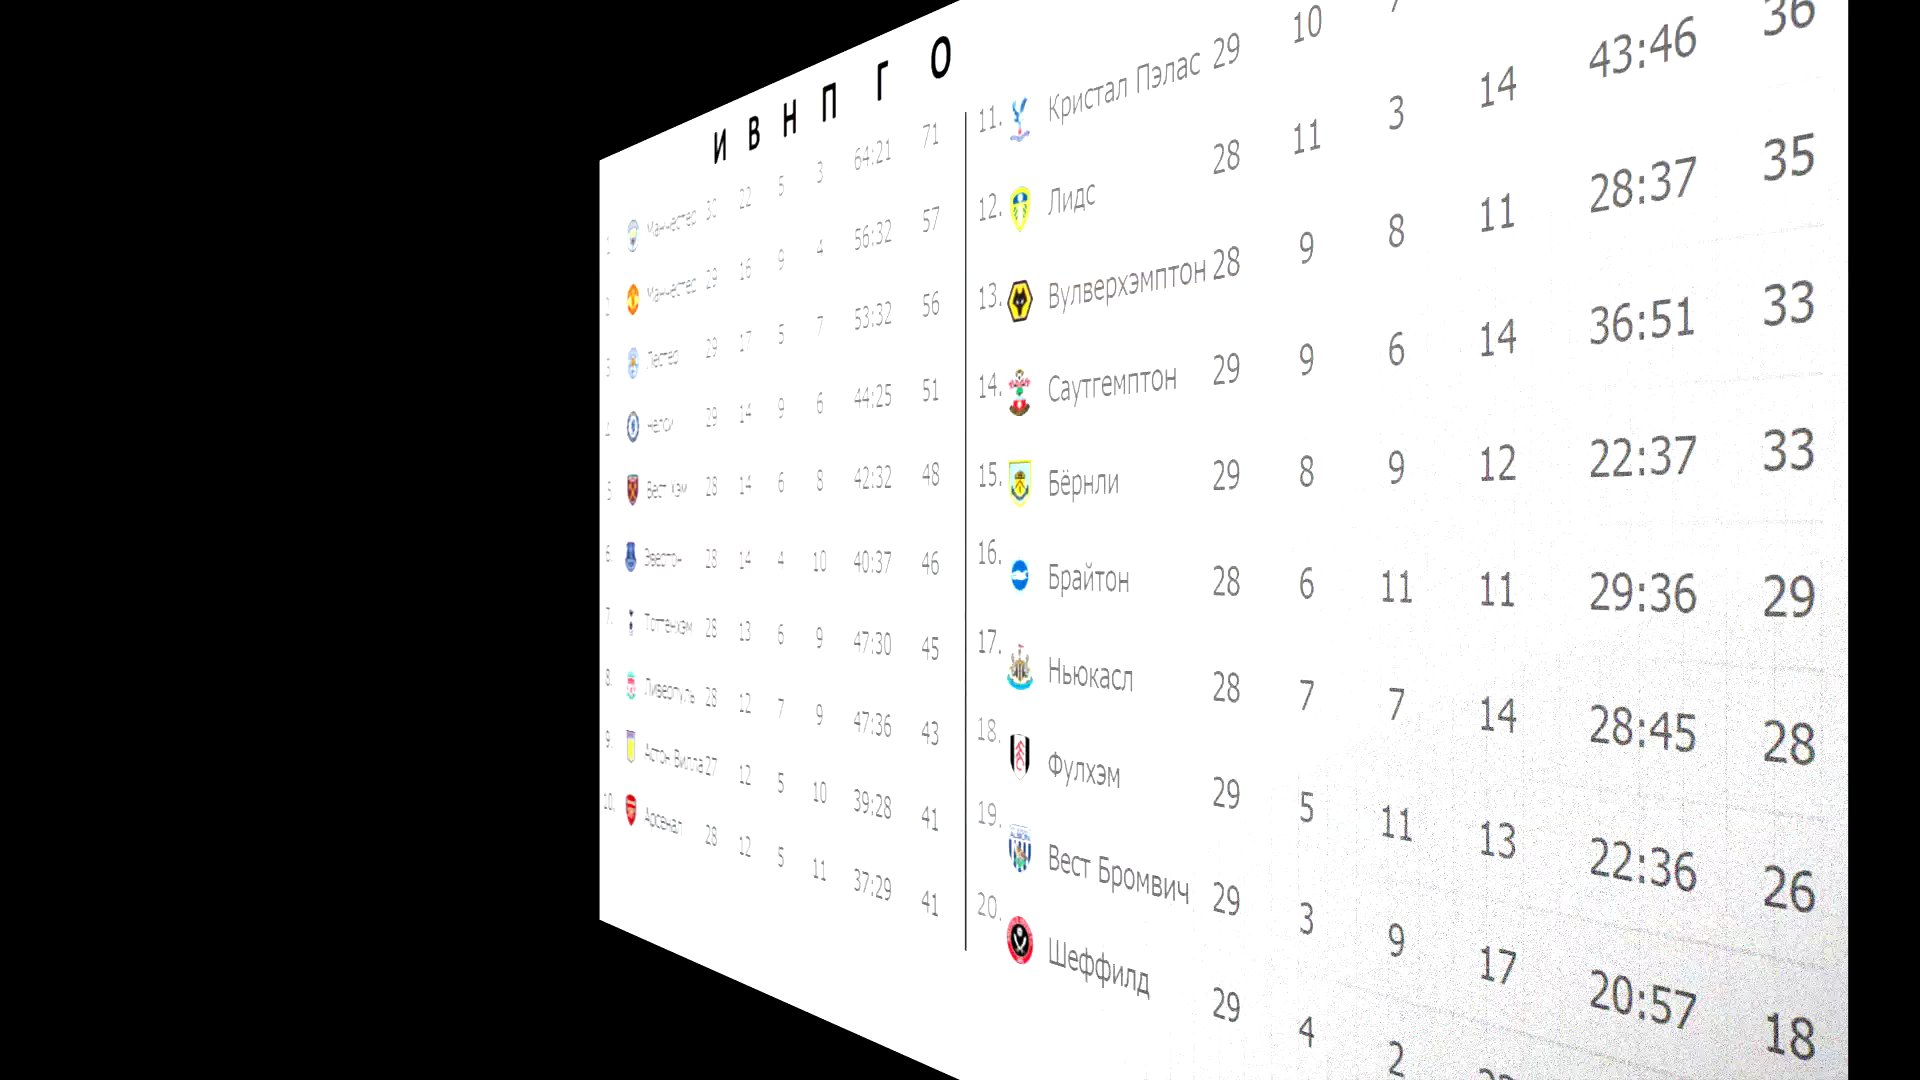 И В Н П Г О
1. Манчестер 30 22 5 3 64:21 71
2. Манчестер 29 16 9 4 56:32 57
3. Лестер 29 17 5 7 53:32 56
4. Челси 29 14 9 6 44:25 51
5. Вест Хэм 28 14 6 8 42:32 48
6. Эвертон 28 14 4 10 40:37 46
7. Тоттенхэм 28 13 6 9 47:30 45
8. Ливерпуль 28 12 7 9 47:36 43
9. Астон Вилла 27 12 5 10 39:28 41
10. Арсенал 28 12 5 11 37:29 41
11. Кристал Пэлас 29 10
12. Лидс 28 11 3 14 43:46 36
13. Вулверхэмптон 28 9 8 11 28:37 35
14. Саутгемптон 29 9 6 14 36:51 33
15. Бёрнли 29 8 9 12 22:37 33
16. Брайтон 28 6 11 11 29:36 29
17. Ньюкасл 28 7 7 14 28:45 28
18. Фулхэм 29 5 11 13 22:36 26
19. Вест Бромвич 29 3 9 17 20:57 18
20. Шеффилд 29 4 2